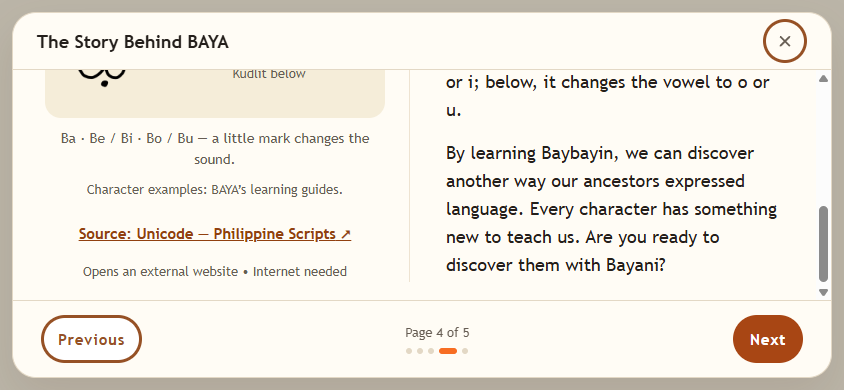 The Story Behind BAYA
Kudlit below
Ba · Be / Bi · Bo / Bu — a little mark changes the
sound.
Character examples: BAYA's learning guides.
Source: Unicode — Philippine Scripts ↗
Opens an external website • Internet needed
or i; below, it changes the vowel to o or
u.
By learning Baybayin, we can discover
another way our ancestors expressed
language. Every character has something
new to teach us. Are you ready to
discover them with Bayani?
Previous
Page 4 of 5
Next